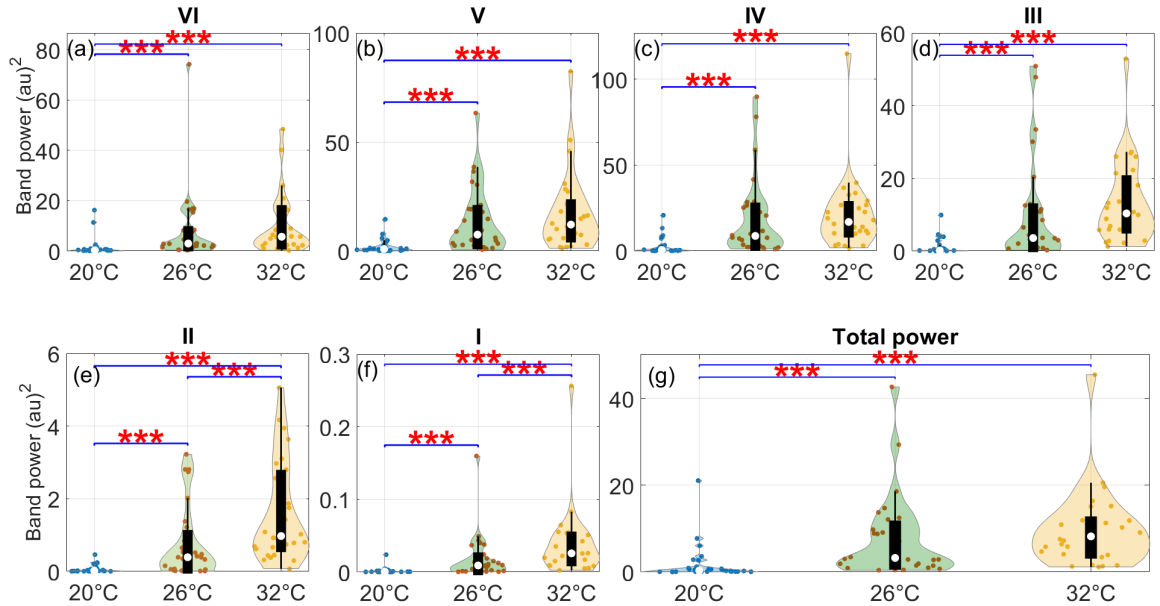 VI
V
IV
III
(a)
***
***
80
60
40
20
0
Band power (au)2
20°C
26°C
32°C
(b)
***
***
100
50
0
20°C
26°C
32°C
(c)
***
***
100
50
0
20°C
26°C
32°C
(d)
***
***
60
40
20
0
20°C
26°C
32°C
II
I
Total power
(e)
***
***
***
6
4
2
0
Band power (au)2
20°C
26°C
32°C
(f)
***
***
***
0.3
0.2
0.1
0
20°C
26°C
32°C
(g)
***
***
40
20
0
20°C
26°C
32°C